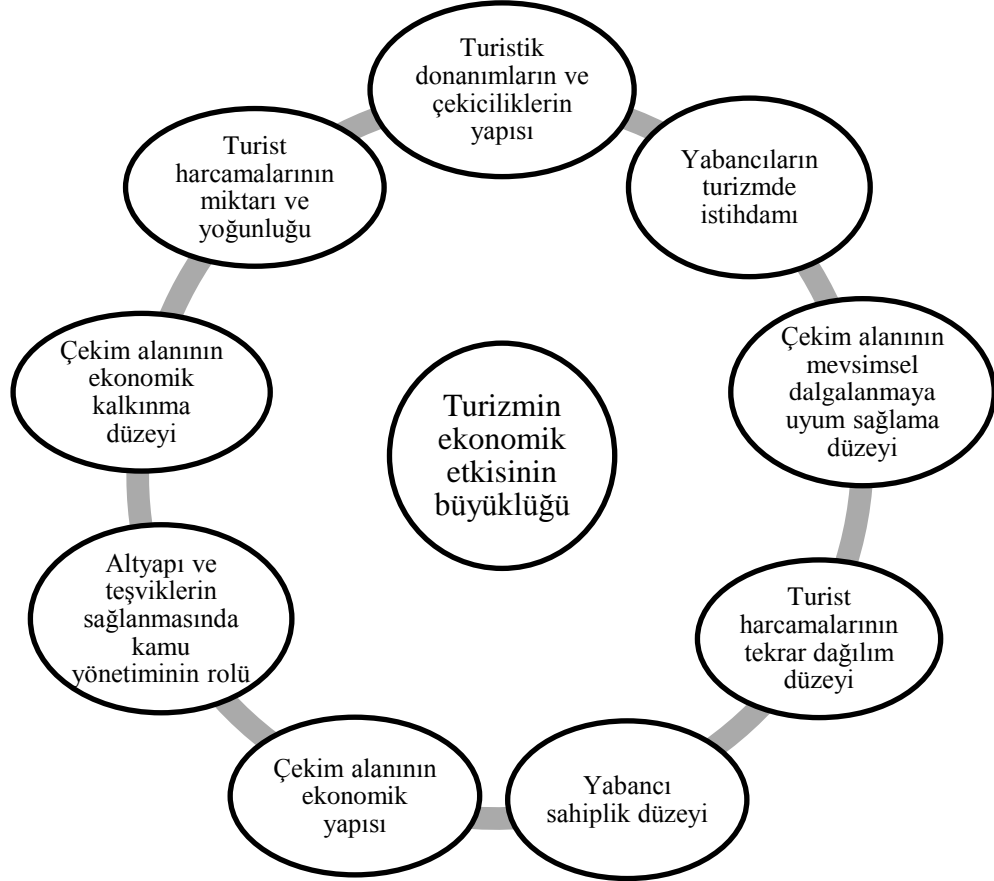 Turistik
donanımların ve
çekiciliklerin
yapısı
Yabancıların
turizmde
istihdamı
Çekim alanının
mevsimsel
dalgalanmaya
uyum sağlama
düzeyi
Turist
harcamalarının
tekrar dağılım
düzeyi
Yabancı
sahiplik düzeyi
Çekim alanının
ekonomik
yapısı
Altyapı ve
teşviklerin
sağlanmasında
kamu
yönetiminin rolü
Çekim alanının
ekonomik
kalkınma
düzeyi
Turist
harcamalarının
miktarı ve
yoğunluğu
Turizmin
ekonomik
etkisinin
büyüklüğü